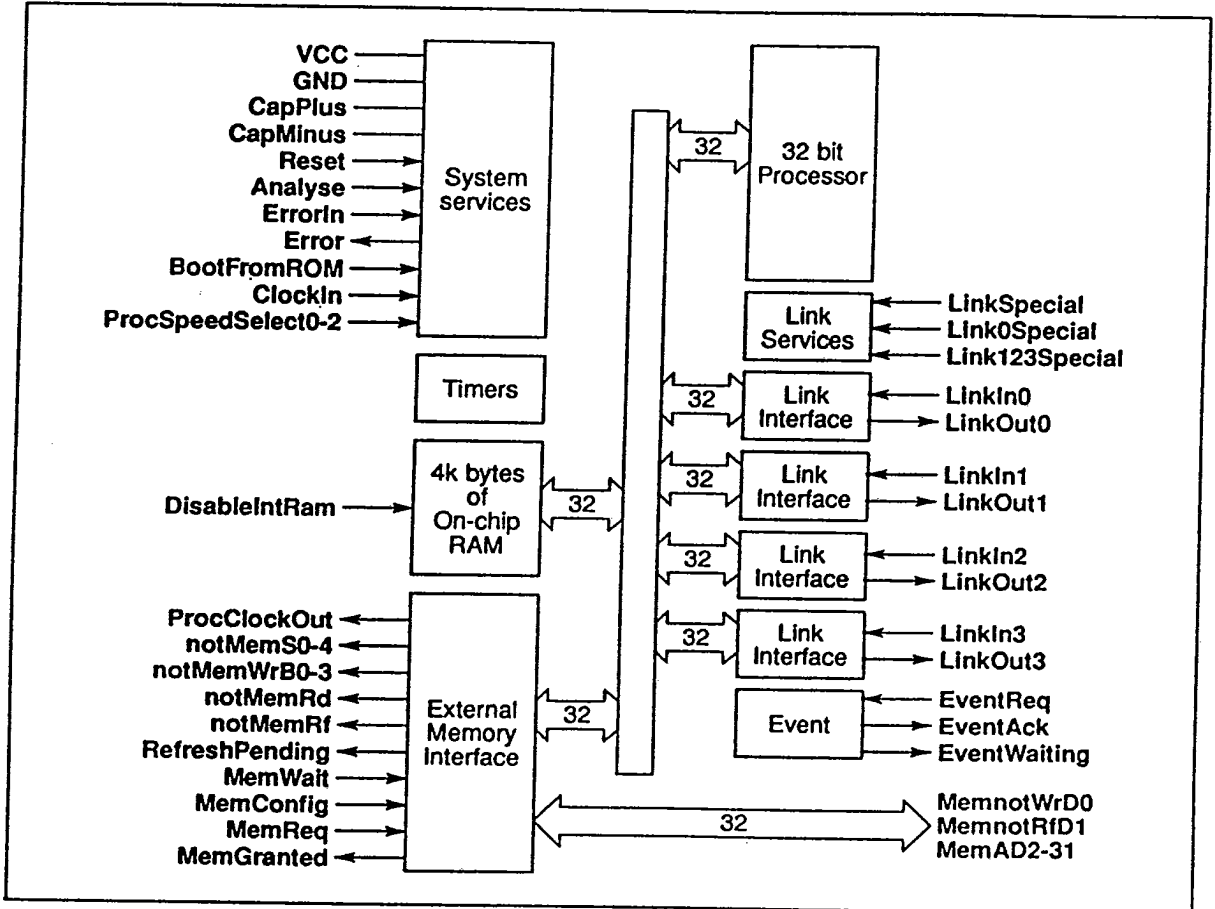 VCC
GND
CapPlus
CapMinus
Reset
Analyse
ErrorIn
Error
BootFromROM
ClockIn
ProcSpeedSelect0-2
System
services
Timers
DisableIntRam
4k bytes
of
On-chip
RAM
32
ProcClockOut
notMemS0-4
notMemWrB0-3
notMemRd
notMemRf
RefreshPending
MemWait
MemConfig
MemReq
MemGranted
External
Memory
Interface
32
32
32 bit
Processor
Link
Services
LinkSpecial
Link0Special
Link123Special
32
Link
Interface
LinkIn0
LinkOut0
32
Link
Interface
LinkIn1
LinkOut1
32
Link
Interface
LinkIn2
LinkOut2
32
Link
Interface
LinkIn3
LinkOut3
Event
EventReq
EventAck
EventWaiting
32
MemnotWrD0
MemnotRfD1
MemAD2-31